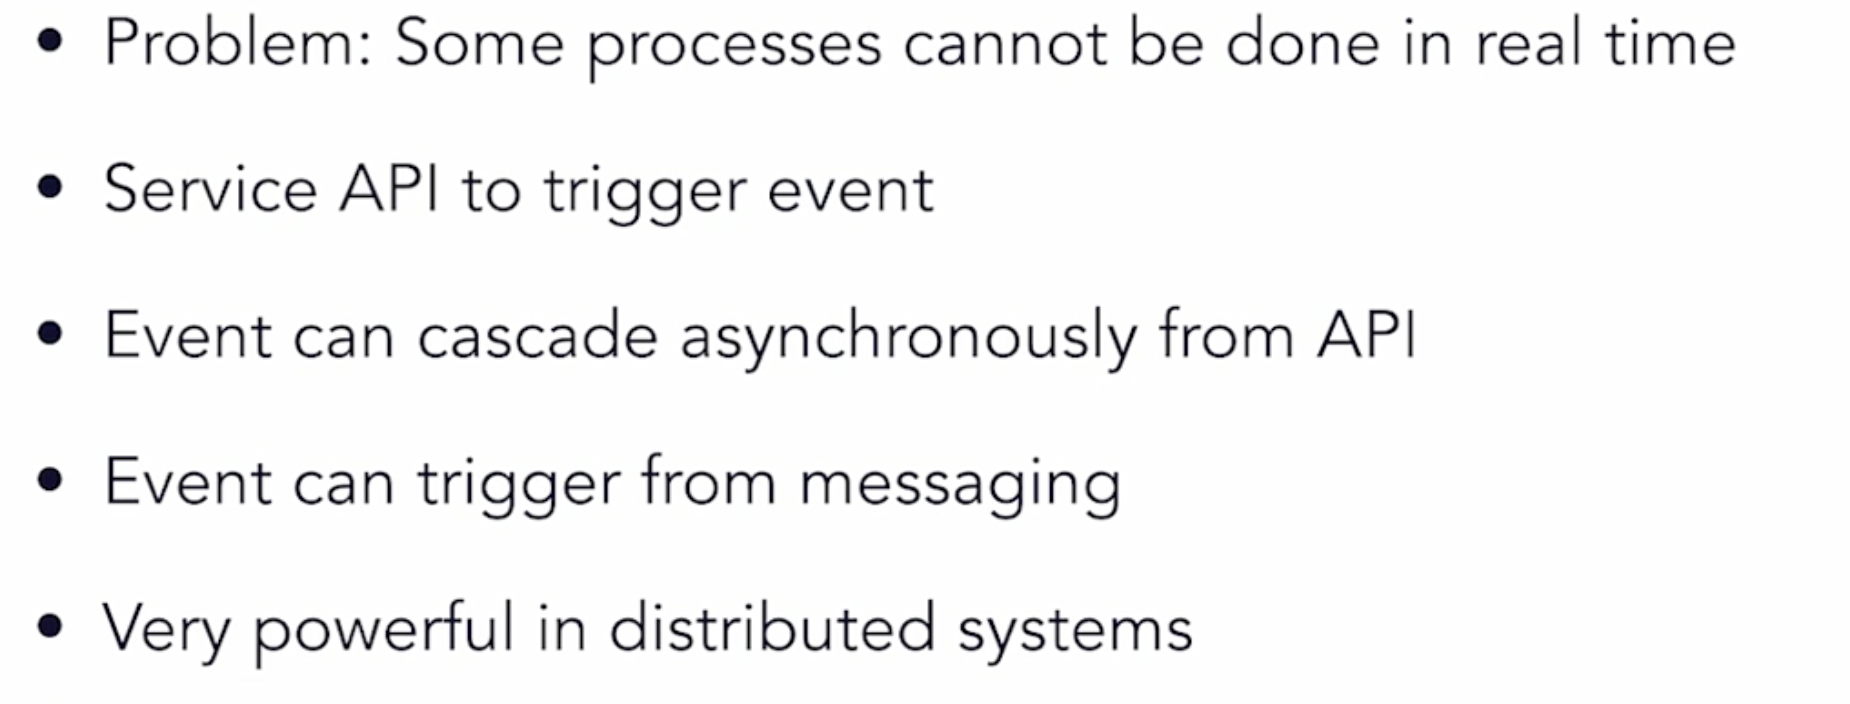 • Problem: Some processes cannot be done in real time
• Service API to trigger event
• Event can cascade asynchronously from API
• Event can trigger from messaging
• Very powerful in distributed systems